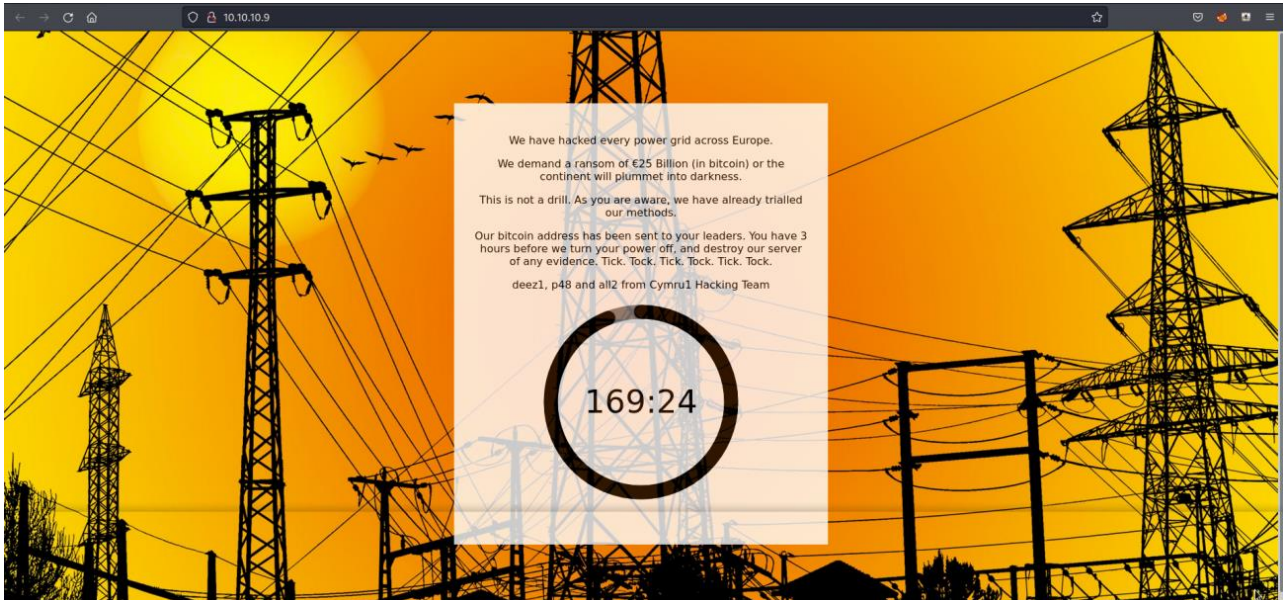 10.10.10.9
We have hacked every power grid across Europe.
We demand a ransom of €25 Billion (in bitcoin) or the
continent will plummet into darkness.
This is not a drill. As you are aware, we have already trialled
our methods.
Our bitcoin address has been sent to your leaders. You have 3
hours before we turn your power off, and destroy our server
of any evidence. Tick. Tock. Tick. Tock. Tick. Tock.
deez1, p48 and all2 from Cymru1 Hacking Team
169:24